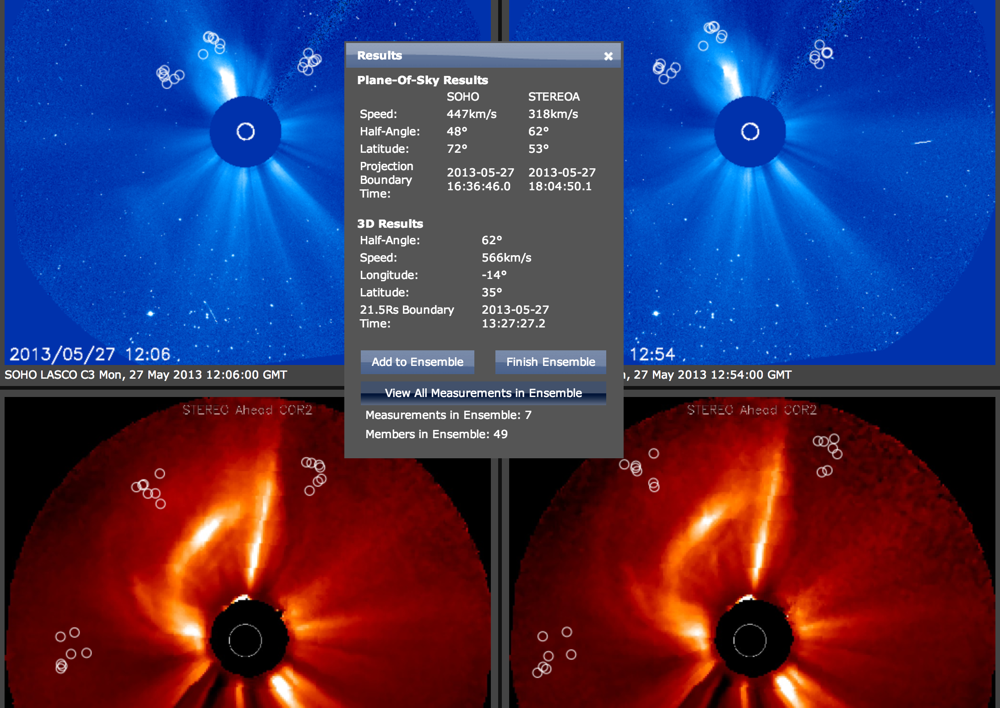 Results
Plane-Of-Sky Results
SOHO STEREOA
Speed: 447km/s 318km/s
Half-Angle: 48° 62°
Latitude: 72° 53°
Projection Boundary Time: 2013-05-27 16:36:46.0 2013-05-27 18:04:50.1
3D Results
Half-Angle: 62°
Speed: 566km/s
Longitude: -14°
Latitude: 35°
21.5Rs Boundary Time: 2013-05-27 13:27:27.2
Add to Ensemble Finish Ensemble
View All Measurements in Ensemble
Measurements in Ensemble: 7
Members in Ensemble: 49
2013/05/27 12:06
12:54
SOHO LASCO C3 Mon, 27 May 2013 12:06:00 GMT
, 27 May 2013 12:54:00 GMT
STEREO Ahead COR2
STEREO Ahead COR2